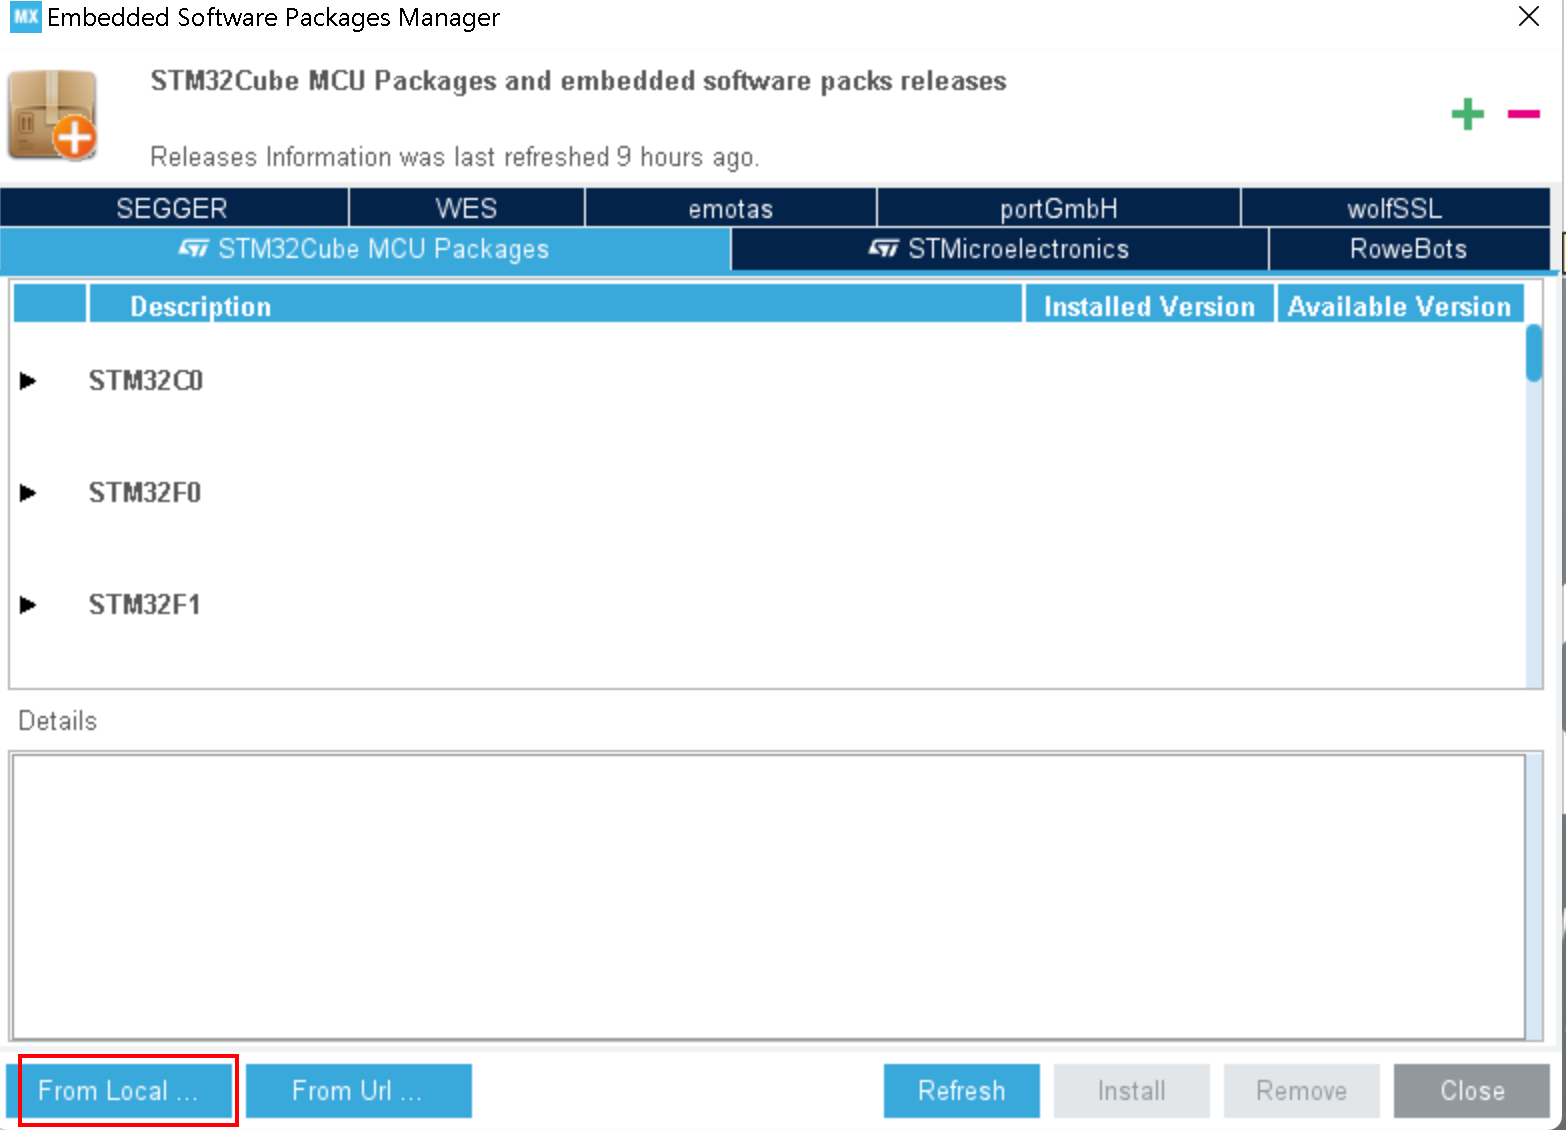 MX Embedded Software Packages Manager
STM32Cube MCU Packages and embedded software packs releases
Releases Information was last refreshed 9 hours ago.
SEGGER WES emotas portGmbH wolfSSL
STM32Cube MCU Packages STMicroelectronics RoweBots
Description Installed Version Available Version
STM32C0
STM32F0
STM32F1
Details
From Local ... From Url ... Refresh Install Remove Close